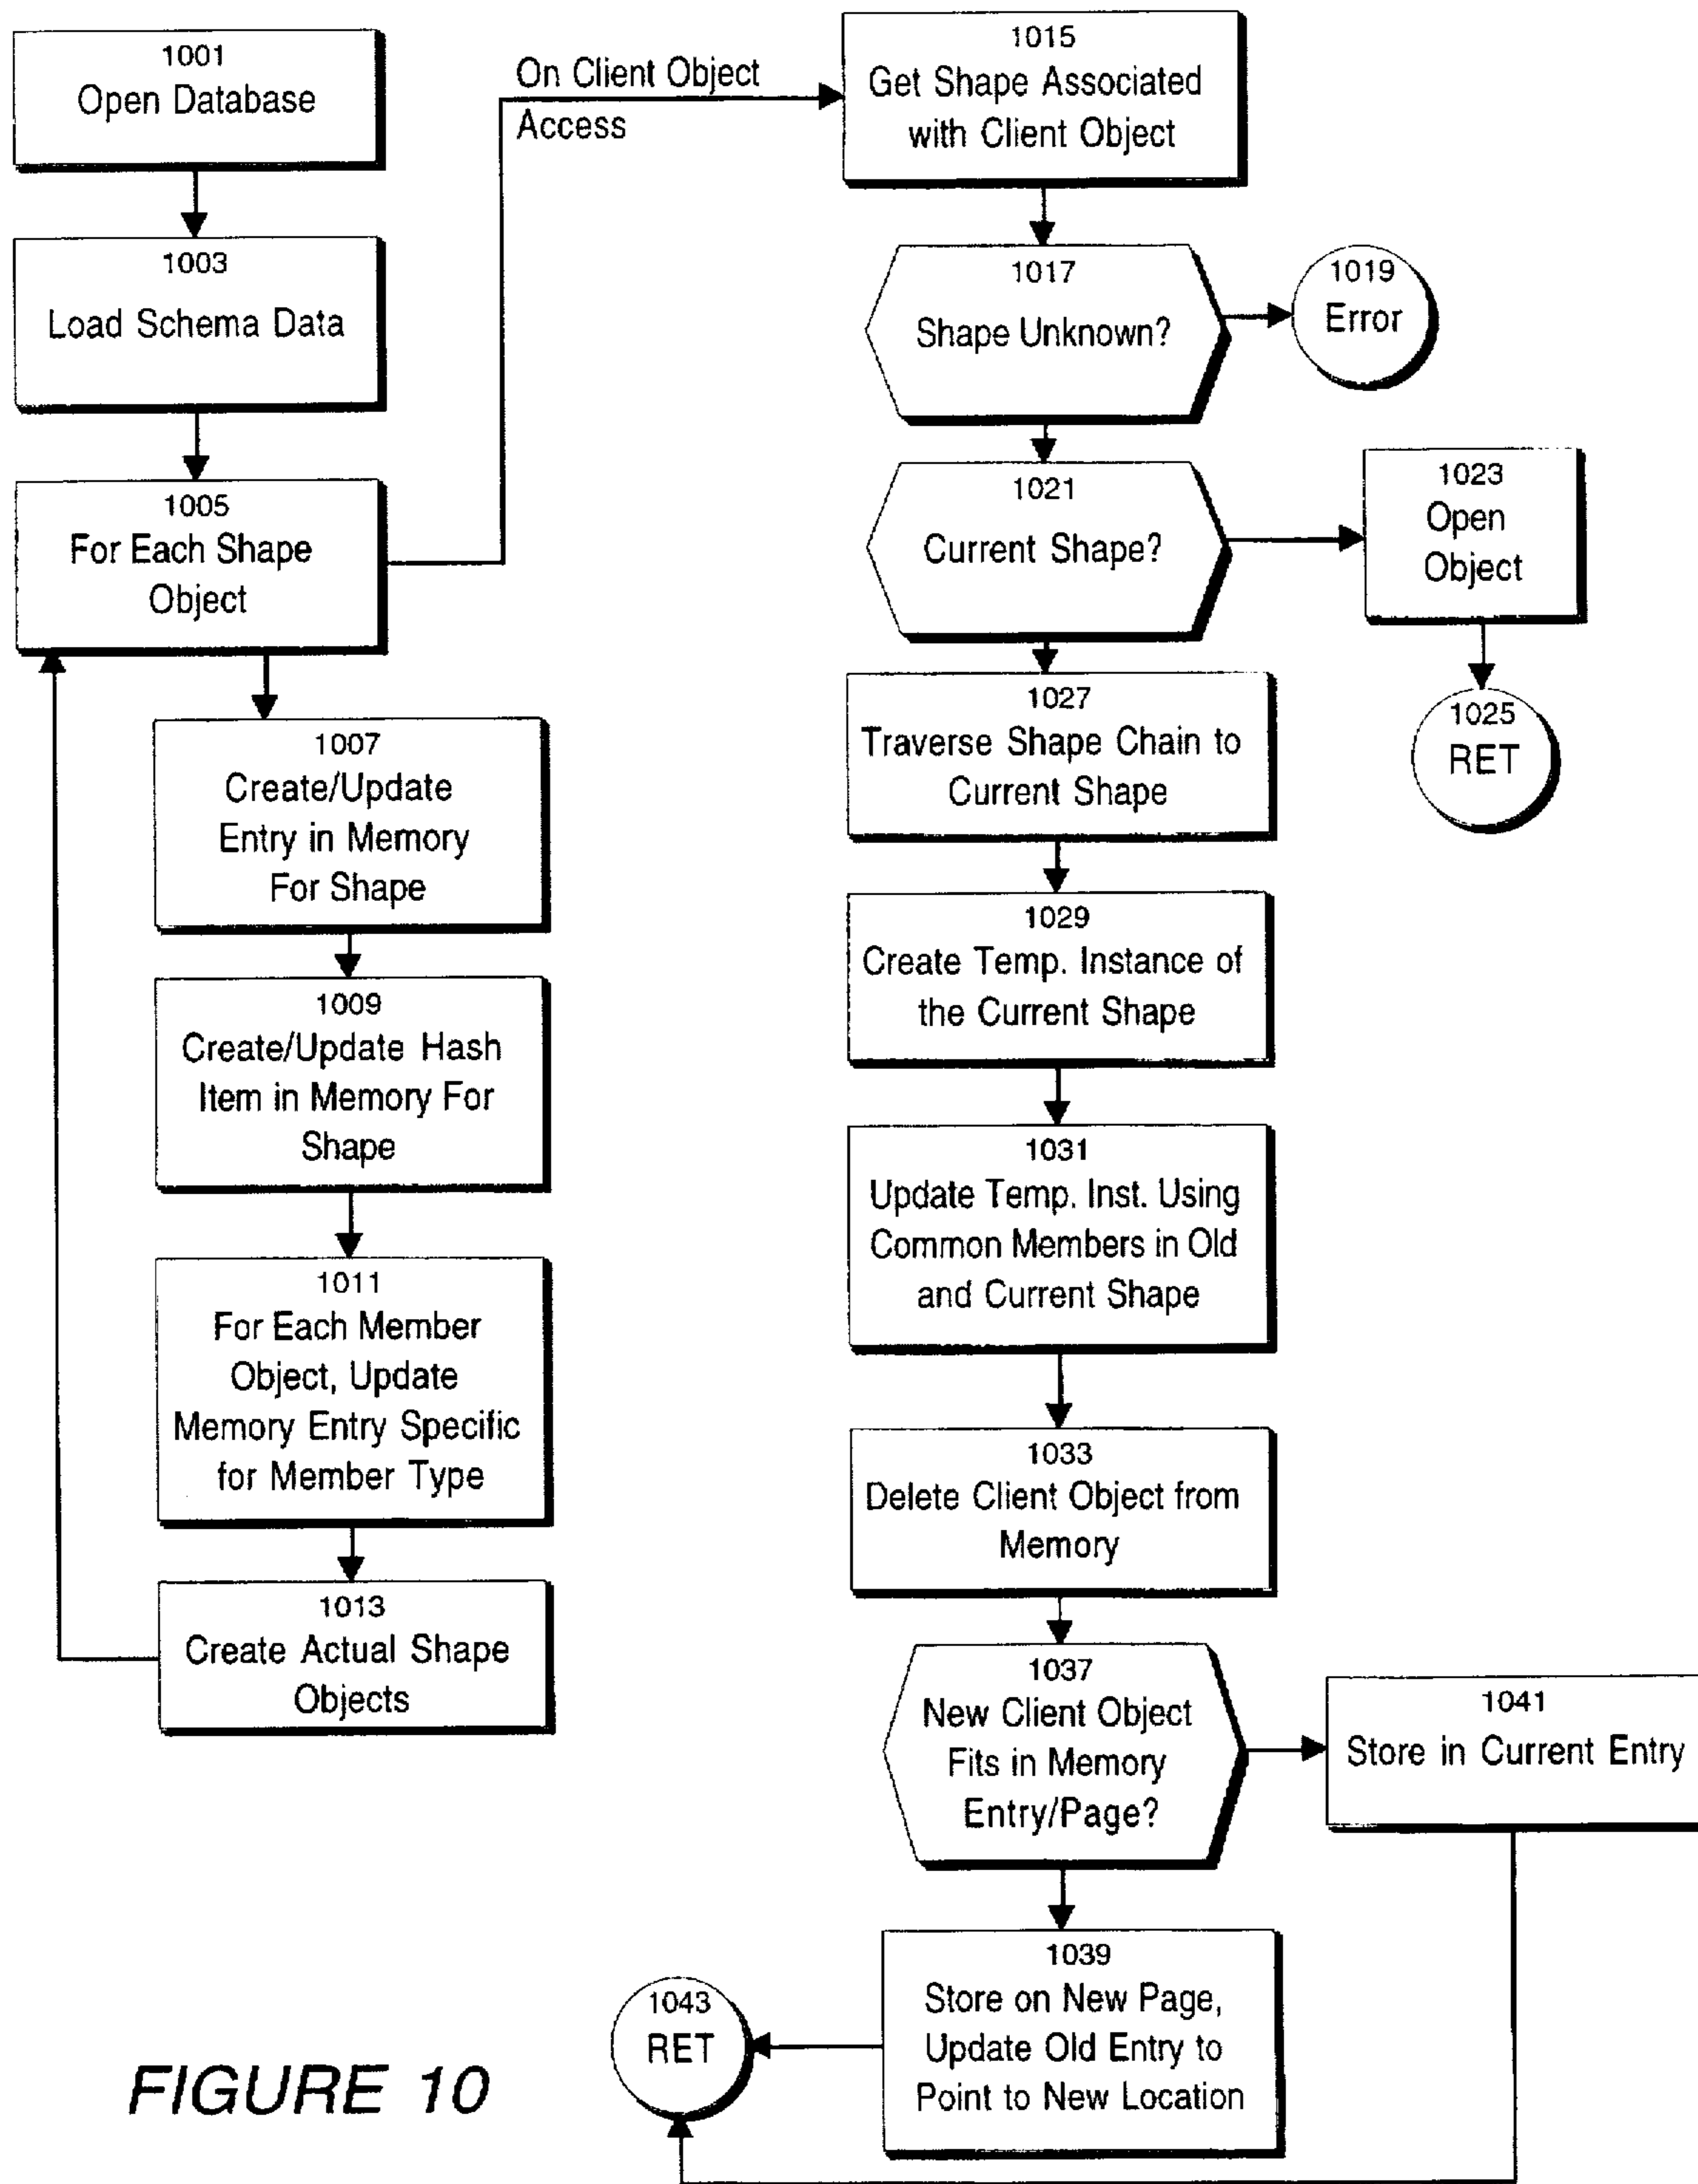 1001
Open Database
1003
Load Schema Data
1005
For Each Shape
Object
1007
Create/Update
Entry in Memory
For Shape
1009
Create/Update Hash
Item in Memory For
Shape
1011
For Each Member
Object, Update
Memory Entry Specific
for Member Type
1013
Create Actual Shape
Objects
On Client Object
Access
1015
Get Shape Associated
with Client Object
1017
Shape Unknown?
1019
Error
1021
Current Shape?
1023
Open
Object
1025
RET
1027
Traverse Shape Chain to
Current Shape
1029
Create Temp. Instance of
the Current Shape
1031
Update Temp. Inst. Using
Common Members in Old
and Current Shape
1033
Delete Client Object from
Memory
1037
New Client Object
Fits in Memory
Entry/Page?
1041
Store in Current Entry
1039
Store on New Page,
Update Old Entry to
Point to New Location
1043
RET
FIGURE 10